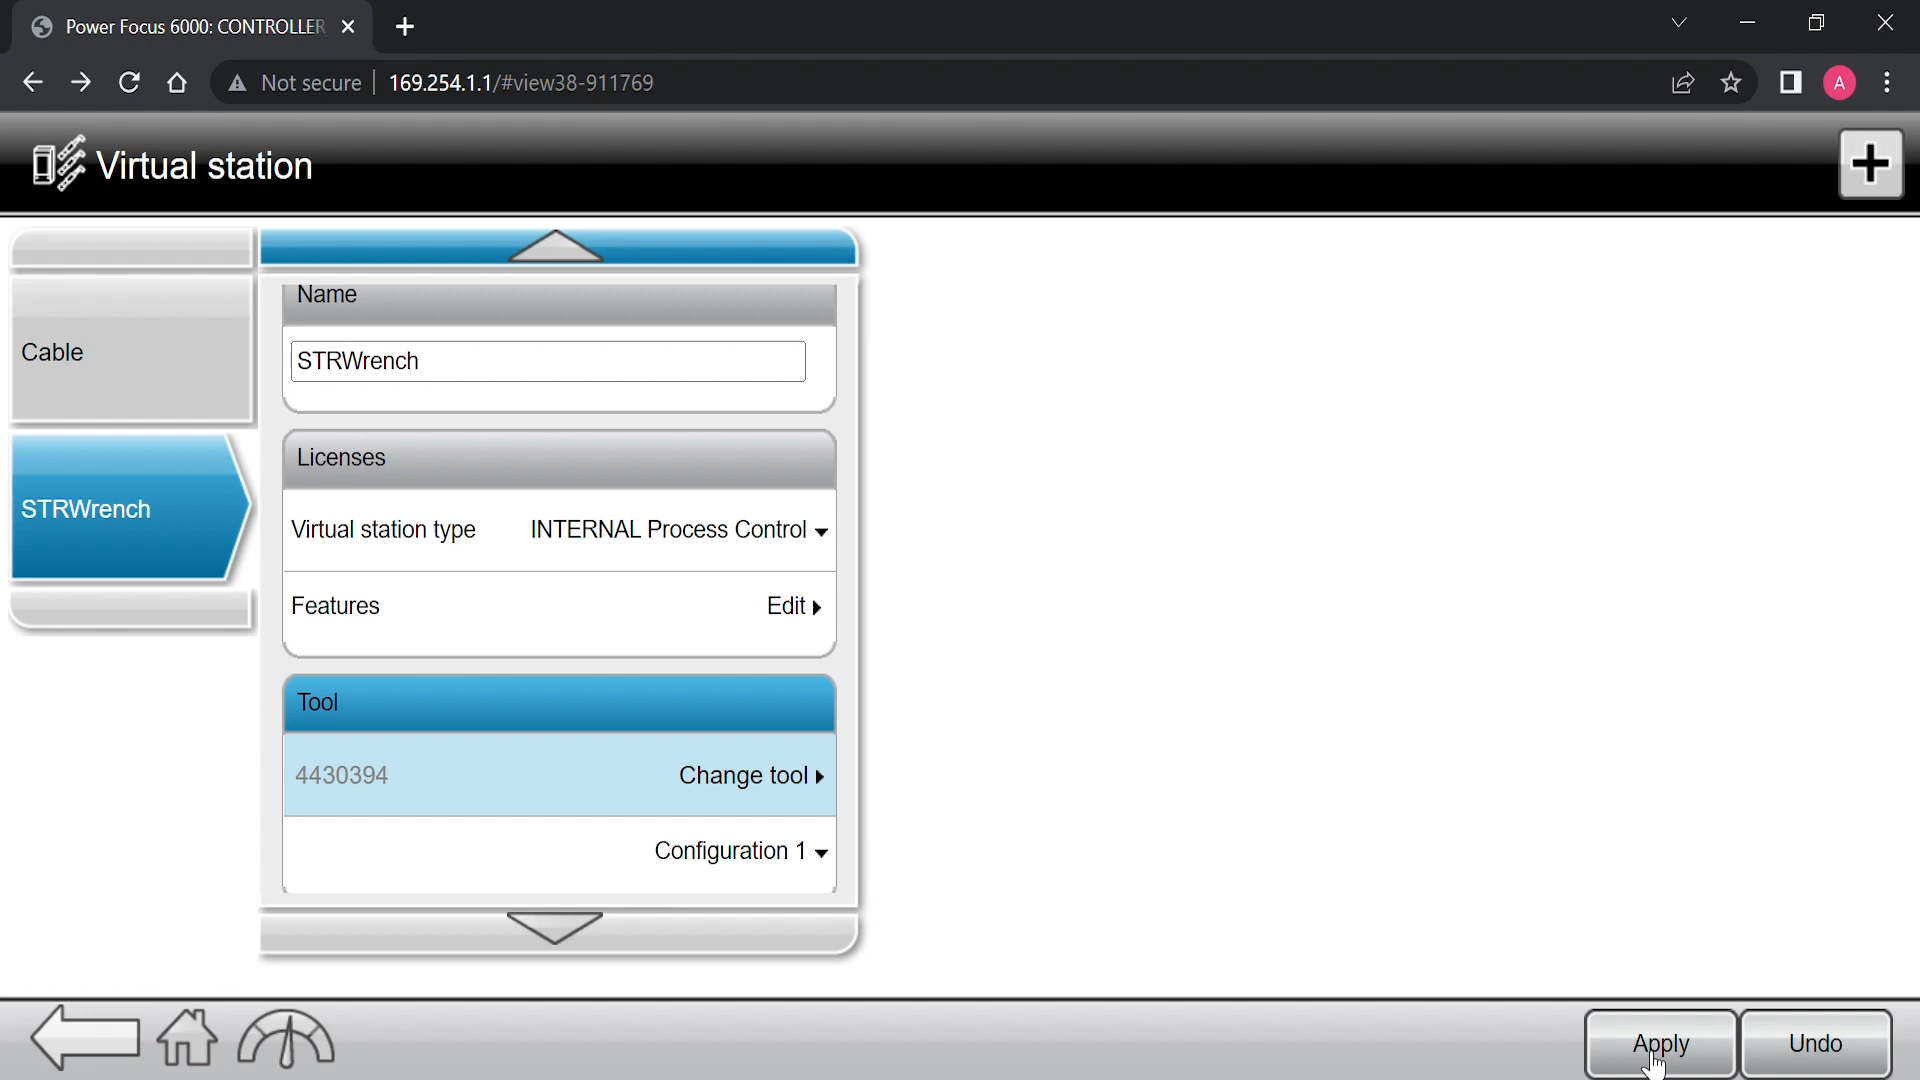 Power Focus 6000: CONTROLLER
Not secure
169.254.1.1/#view38-911769
A
Virtual station
Cable
STRWrench
Name
STRWrench
Licenses
Virtual station type INTERNAL Process Control
Features Edit
Tool
4430394 Change tool
Configuration 1
Apply
Undo